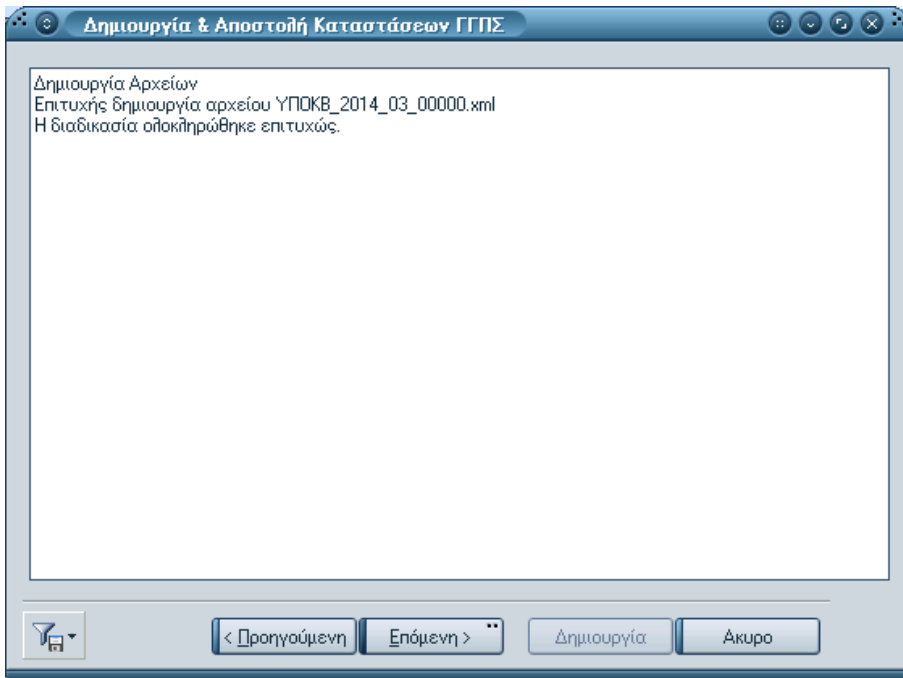 Δημιουργία & Αποστολή Καταστάσεων ΓΓΠΣ
Δημιουργία Αρχείων
Επιτυχής δημιουργία αρχείου ΥΠΟΚΒ_2014_03_00000.xml
Η διαδικασία ολοκληρώθηκε επιτυχώς.
< Προηγούμενη Επόμενη > Δημιουργία Ακυρο